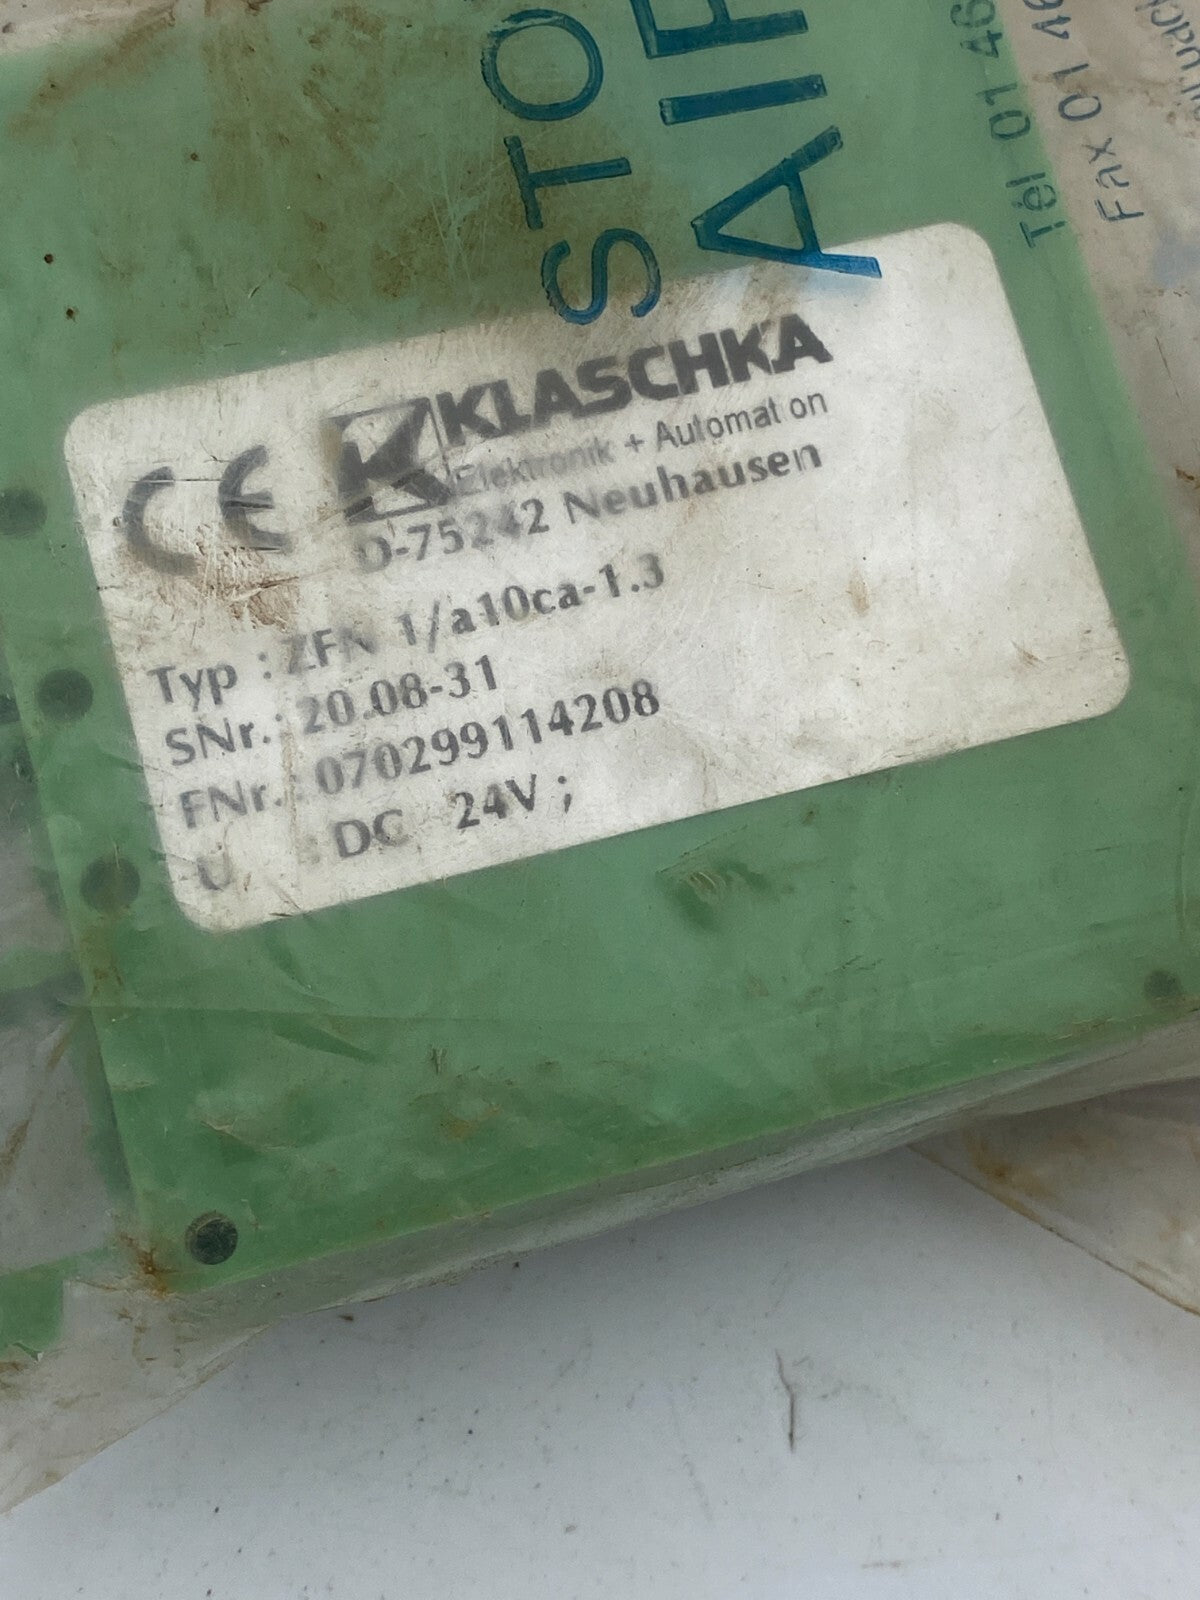 STO
AIR
Tél 01 46
Fax 01 46
CE
KLASCHKA
Elektronik + Automat on
D-75242 Neuhausen
Typ : ZFN 1/a10ca-1.3
SNr.: 20.08-31
FNr.: 070299114208
U : DC 24V ;